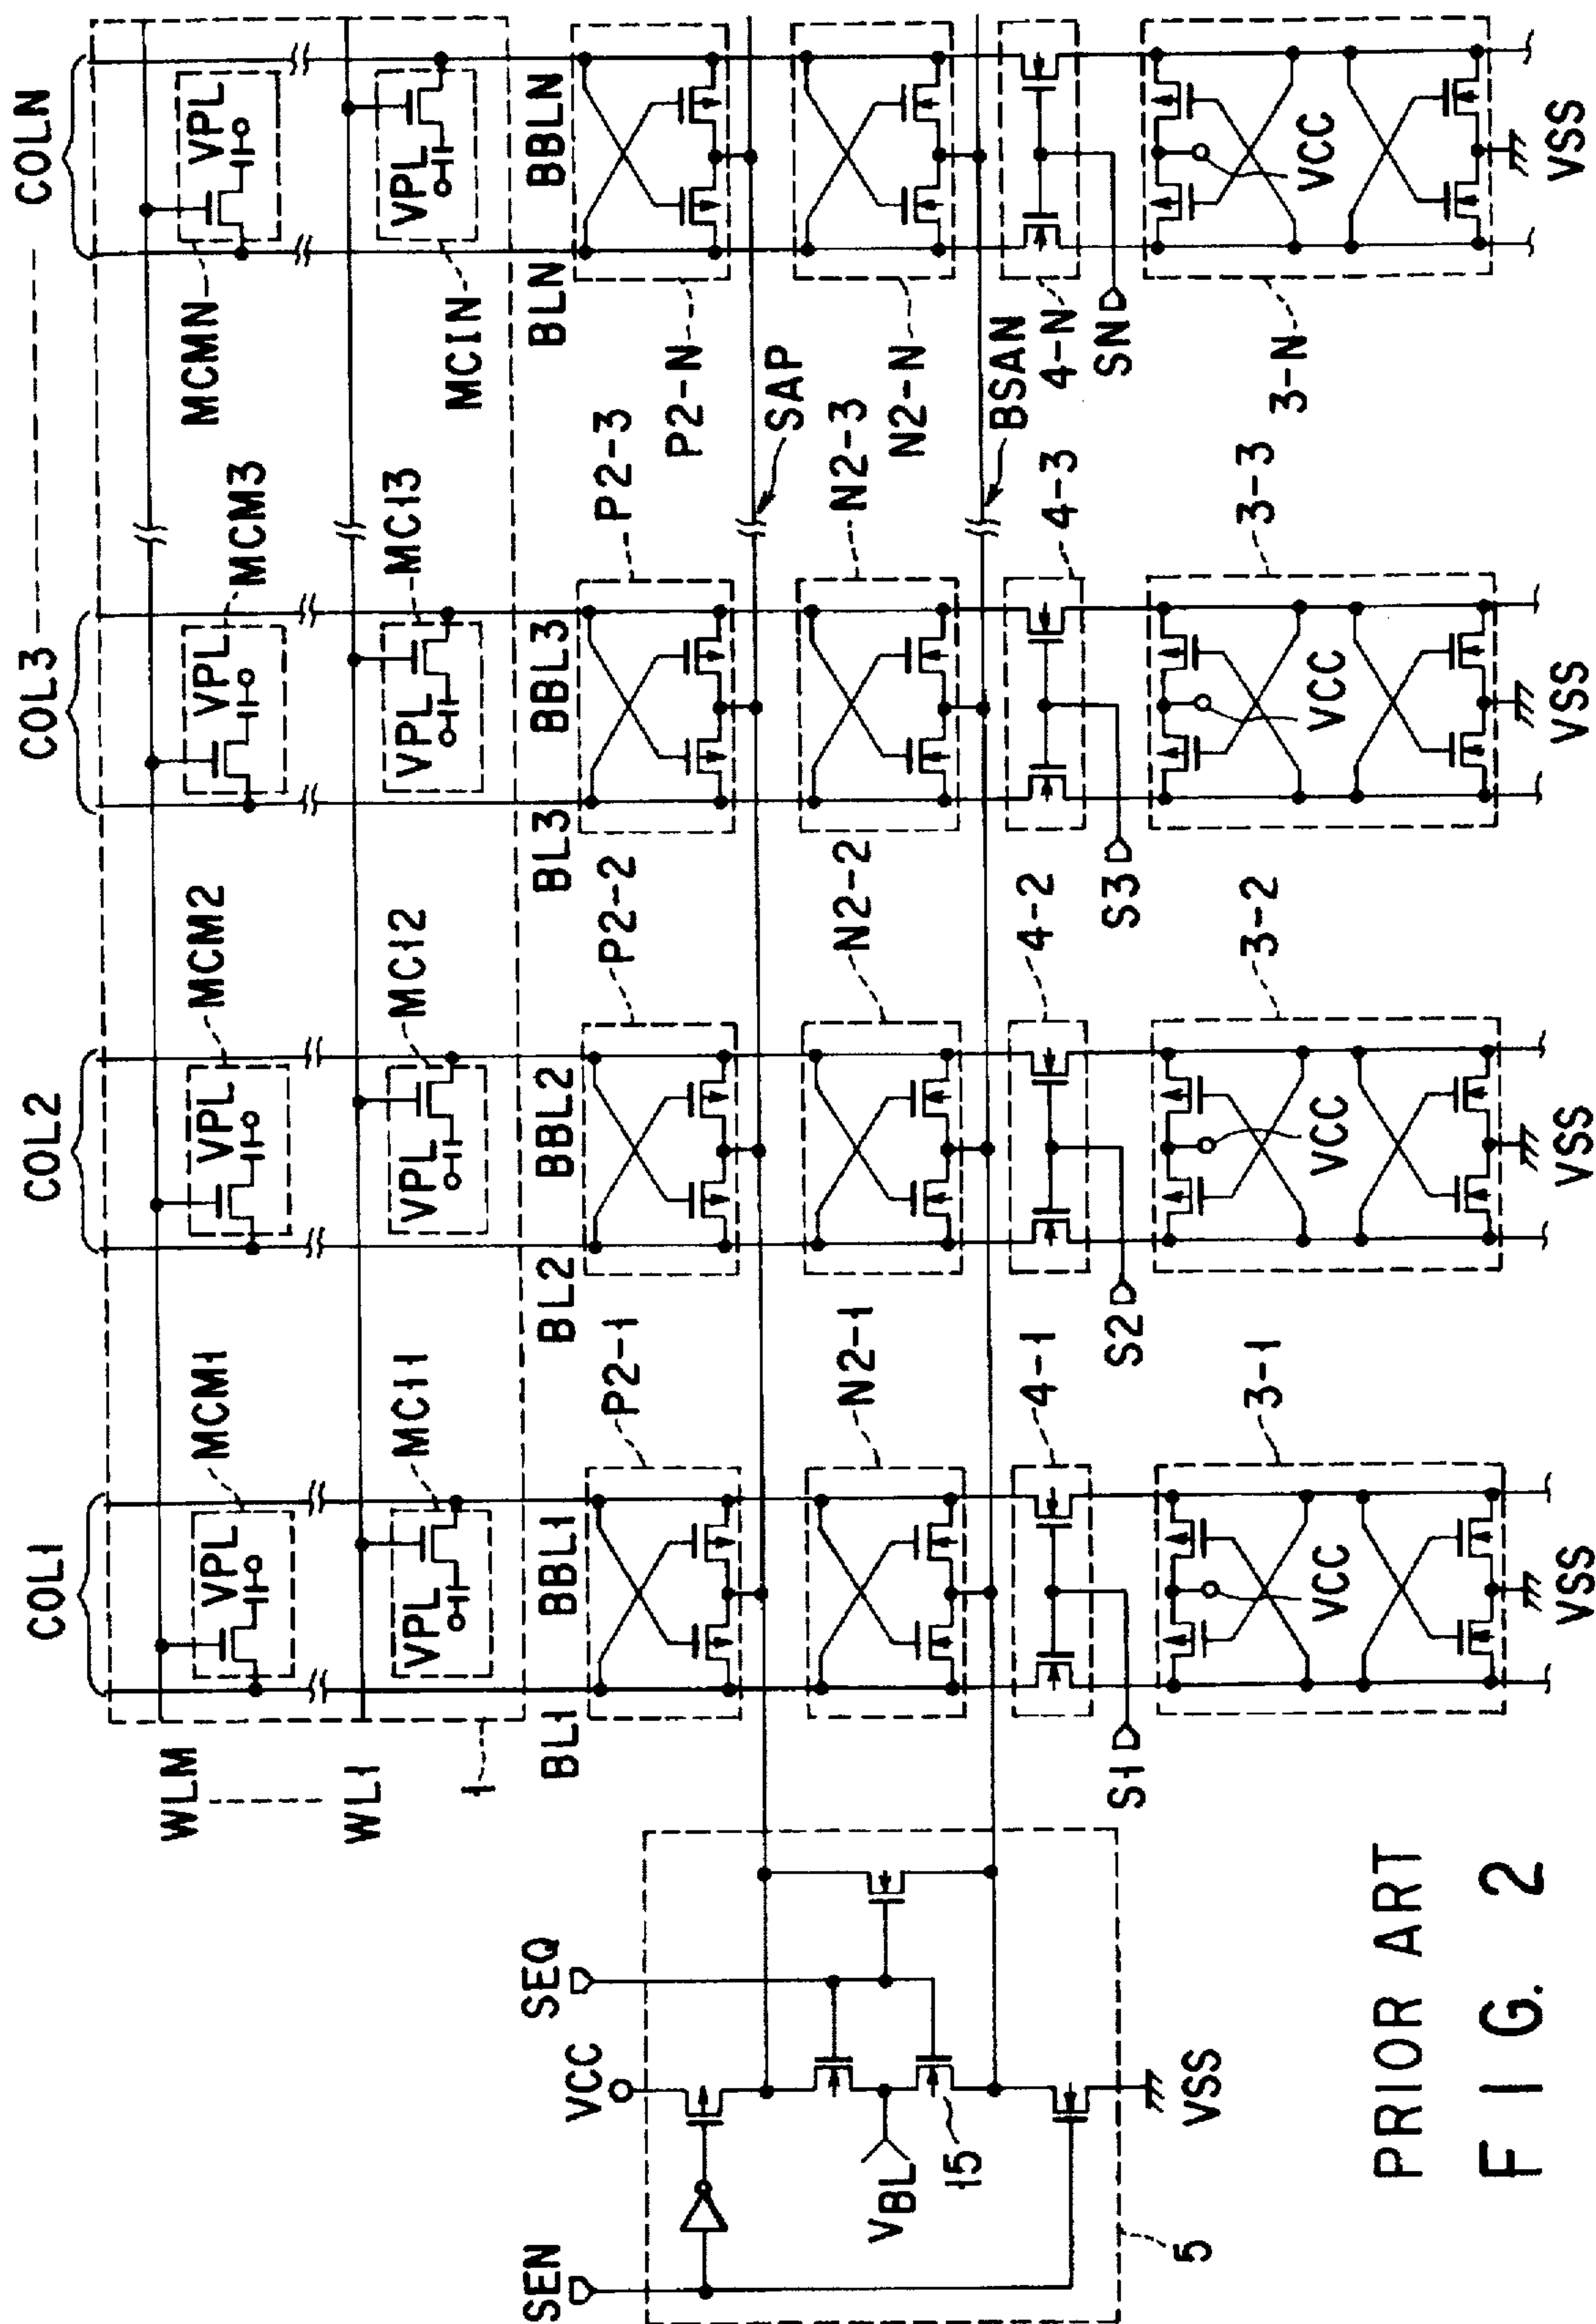 COL1
COL2
COL3
COLN
WLM
MCM1
MCM2
MCM3
MCMN
VPL
VPL
VPL
VPL
WL1
MC11
MC12
MC13
MC1N
VPL
VPL
VPL
VPL
1
BL1
BBL1
BL2
BBL2
BL3
BBL3
BLN
BBLN
P2-1
P2-2
P2-3
P2-N
SEN
VCC
SEQ
SAP
N2-1
N2-2
N2-3
N2-N
VBL
15
BSAN
4-1
4-2
4-3
4-N
S1
S2
S3
SN
5
VSS
3-1
3-2
3-3
3-N
VCC
VCC
VCC
VCC
VSS
VSS
VSS
VSS
PRIOR ART
FIG. 2